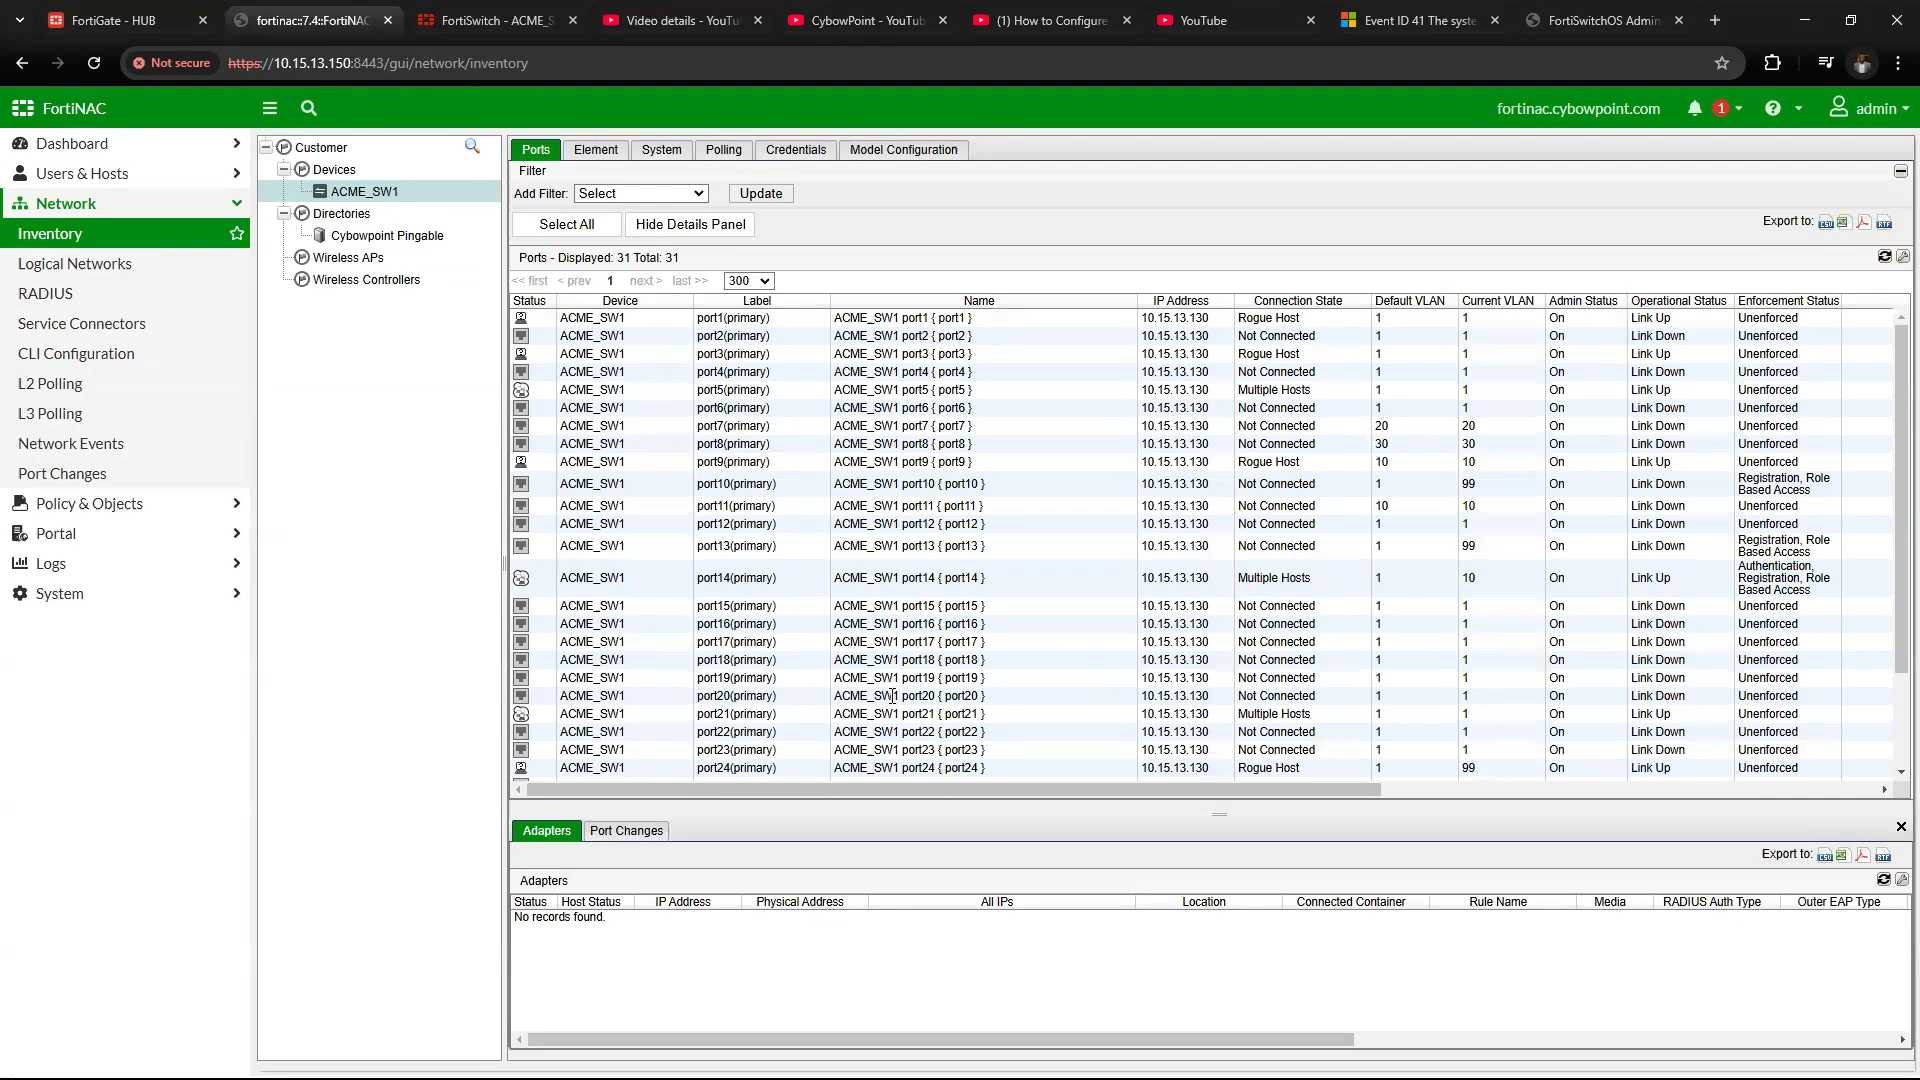 FortiGate - HUB
fortinac::7.4::FortiNAC
FortiSwitch - ACME_S
Video details - YouTu
CybowPoint - YouTub
(1) How to Configure
YouTube
Event ID 41 The syste
FortiSwitchOS Admin
Not secure https://10.15.13.150:8443/gui/network/inventory
FortiNAC
fortinac.cybowpoint.com
1
admin
Dashboard
Users & Hosts
Network
Inventory
Logical Networks
RADIUS
Service Connectors
CLI Configuration
L2 Polling
L3 Polling
Network Events
Port Changes
Policy & Objects
Portal
Logs
System
Customer
Devices
ACME_SW1
Directories
Cybowpoint Pingable
Wireless APs
Wireless Controllers
Ports Element System Polling Credentials Model Configuration
Filter
Add Filter: Select Update
Select All Hide Details Panel Export to:
Ports - Displayed: 31 Total: 31
<< first < prev 1 next > last >> 300
Status Device Label Name IP Address Connection State Default VLAN Current VLAN Admin Status Operational Status Enforcement Status
ACME_SW1 port1(primary) ACME_SW1 port1 { port1 } 10.15.13.130 Rogue Host 1 1 On Link Up Unenforced
ACME_SW1 port2(primary) ACME_SW1 port2 { port2 } 10.15.13.130 Not Connected 1 1 On Link Down Unenforced
ACME_SW1 port3(primary) ACME_SW1 port3 { port3 } 10.15.13.130 Rogue Host 1 1 On Link Up Unenforced
ACME_SW1 port4(primary) ACME_SW1 port4 { port4 } 10.15.13.130 Not Connected 1 1 On Link Down Unenforced
ACME_SW1 port5(primary) ACME_SW1 port5 { port5 } 10.15.13.130 Multiple Hosts 1 1 On Link Up Unenforced
ACME_SW1 port6(primary) ACME_SW1 port6 { port6 } 10.15.13.130 Not Connected 1 1 On Link Down Unenforced
ACME_SW1 port7(primary) ACME_SW1 port7 { port7 } 10.15.13.130 Not Connected 20 20 On Link Down Unenforced
ACME_SW1 port8(primary) ACME_SW1 port8 { port8 } 10.15.13.130 Not Connected 30 30 On Link Down Unenforced
ACME_SW1 port9(primary) ACME_SW1 port9 { port9 } 10.15.13.130 Rogue Host 10 10 On Link Up Unenforced
ACME_SW1 port10(primary) ACME_SW1 port10 { port10 } 10.15.13.130 Not Connected 1 99 On Link Down Registration, Role
Based Access
ACME_SW1 port11(primary) ACME_SW1 port11 { port11 } 10.15.13.130 Not Connected 10 10 On Link Down Unenforced
ACME_SW1 port12(primary) ACME_SW1 port12 { port12 } 10.15.13.130 Not Connected 1 1 On Link Down Unenforced
ACME_SW1 port13(primary) ACME_SW1 port13 { port13 } 10.15.13.130 Not Connected 1 99 On Link Down Registration, Role
Based Access
ACME_SW1 port14(primary) ACME_SW1 port14 { port14 } 10.15.13.130 Multiple Hosts 1 10 On Link Up Authentication,
Registration, Role
Based Access
ACME_SW1 port15(primary) ACME_SW1 port15 { port15 } 10.15.13.130 Not Connected 1 1 On Link Down Unenforced
ACME_SW1 port16(primary) ACME_SW1 port16 { port16 } 10.15.13.130 Not Connected 1 1 On Link Down Unenforced
ACME_SW1 port17(primary) ACME_SW1 port17 { port17 } 10.15.13.130 Not Connected 1 1 On Link Down Unenforced
ACME_SW1 port18(primary) ACME_SW1 port18 { port18 } 10.15.13.130 Not Connected 1 1 On Link Down Unenforced
ACME_SW1 port19(primary) ACME_SW1 port19 { port19 } 10.15.13.130 Not Connected 1 1 On Link Down Unenforced
ACME_SW1 port20(primary) ACME_SW1 port20 { port20 } 10.15.13.130 Not Connected 1 1 On Link Down Unenforced
ACME_SW1 port21(primary) ACME_SW1 port21 { port21 } 10.15.13.130 Multiple Hosts 1 1 On Link Up Unenforced
ACME_SW1 port22(primary) ACME_SW1 port22 { port22 } 10.15.13.130 Not Connected 1 1 On Link Down Unenforced
ACME_SW1 port23(primary) ACME_SW1 port23 { port23 } 10.15.13.130 Not Connected 1 1 On Link Down Unenforced
ACME_SW1 port24(primary) ACME_SW1 port24 { port24 } 10.15.13.130 Rogue Host 1 99 On Link Up Unenforced
Adapters Port Changes
Export to:
Adapters
Status Host Status IP Address Physical Address All IPs Location Connected Container Rule Name Media RADIUS Auth Type Outer EAP Type
No records found.